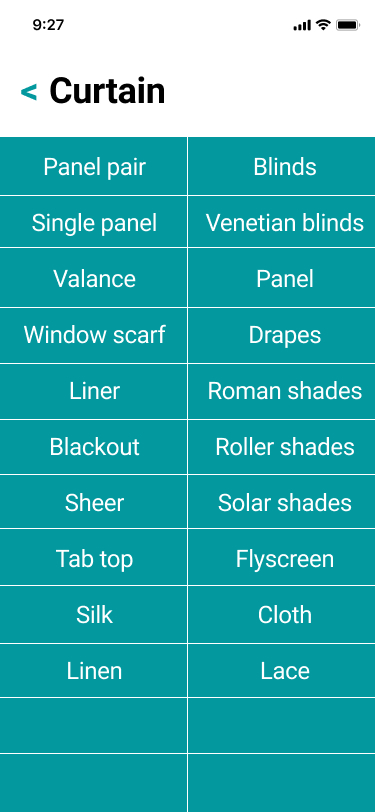 9:27
< Curtain
Panel pair Blinds
Single panel Venetian blinds
Valance Panel
Window scarf Drapes
Liner Roman shades
Blackout Roller shades
Sheer Solar shades
Tab top Flyscreen
Silk Cloth
Linen Lace